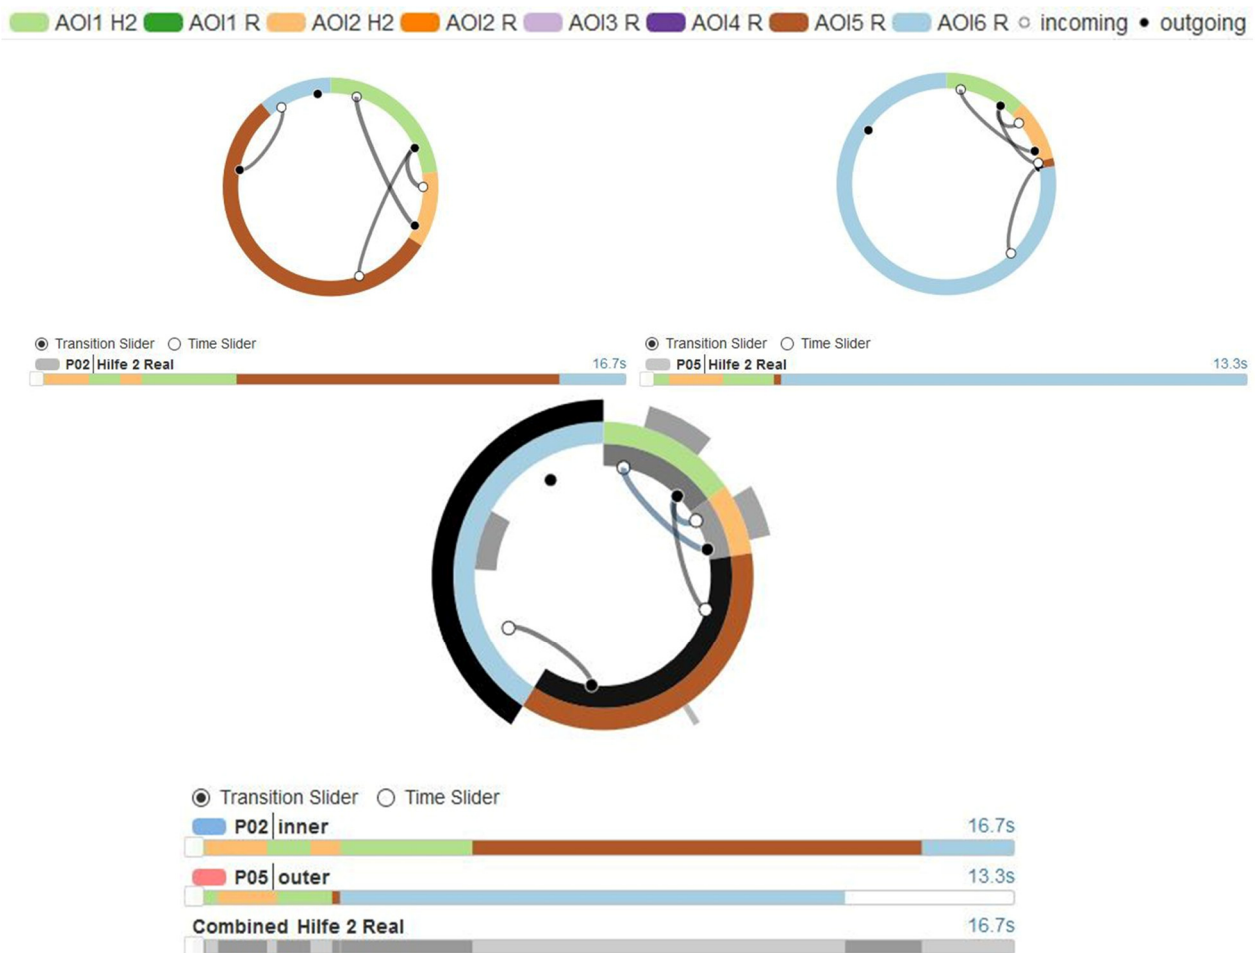 AOI1 H2 AOI1 R AOI2 H2 AOI2 R AOI3 R AOI4 R AOI5 R AOI6 R incoming outgoing
Transition Slider Time Slider
P02 Hilfe 2 Real 16.7s
Transition Slider Time Slider
P05 Hilfe 2 Real 13.3s
Transition Slider Time Slider
P02 inner 16.7s
P05 outer 13.3s
Combined Hilfe 2 Real 16.7s